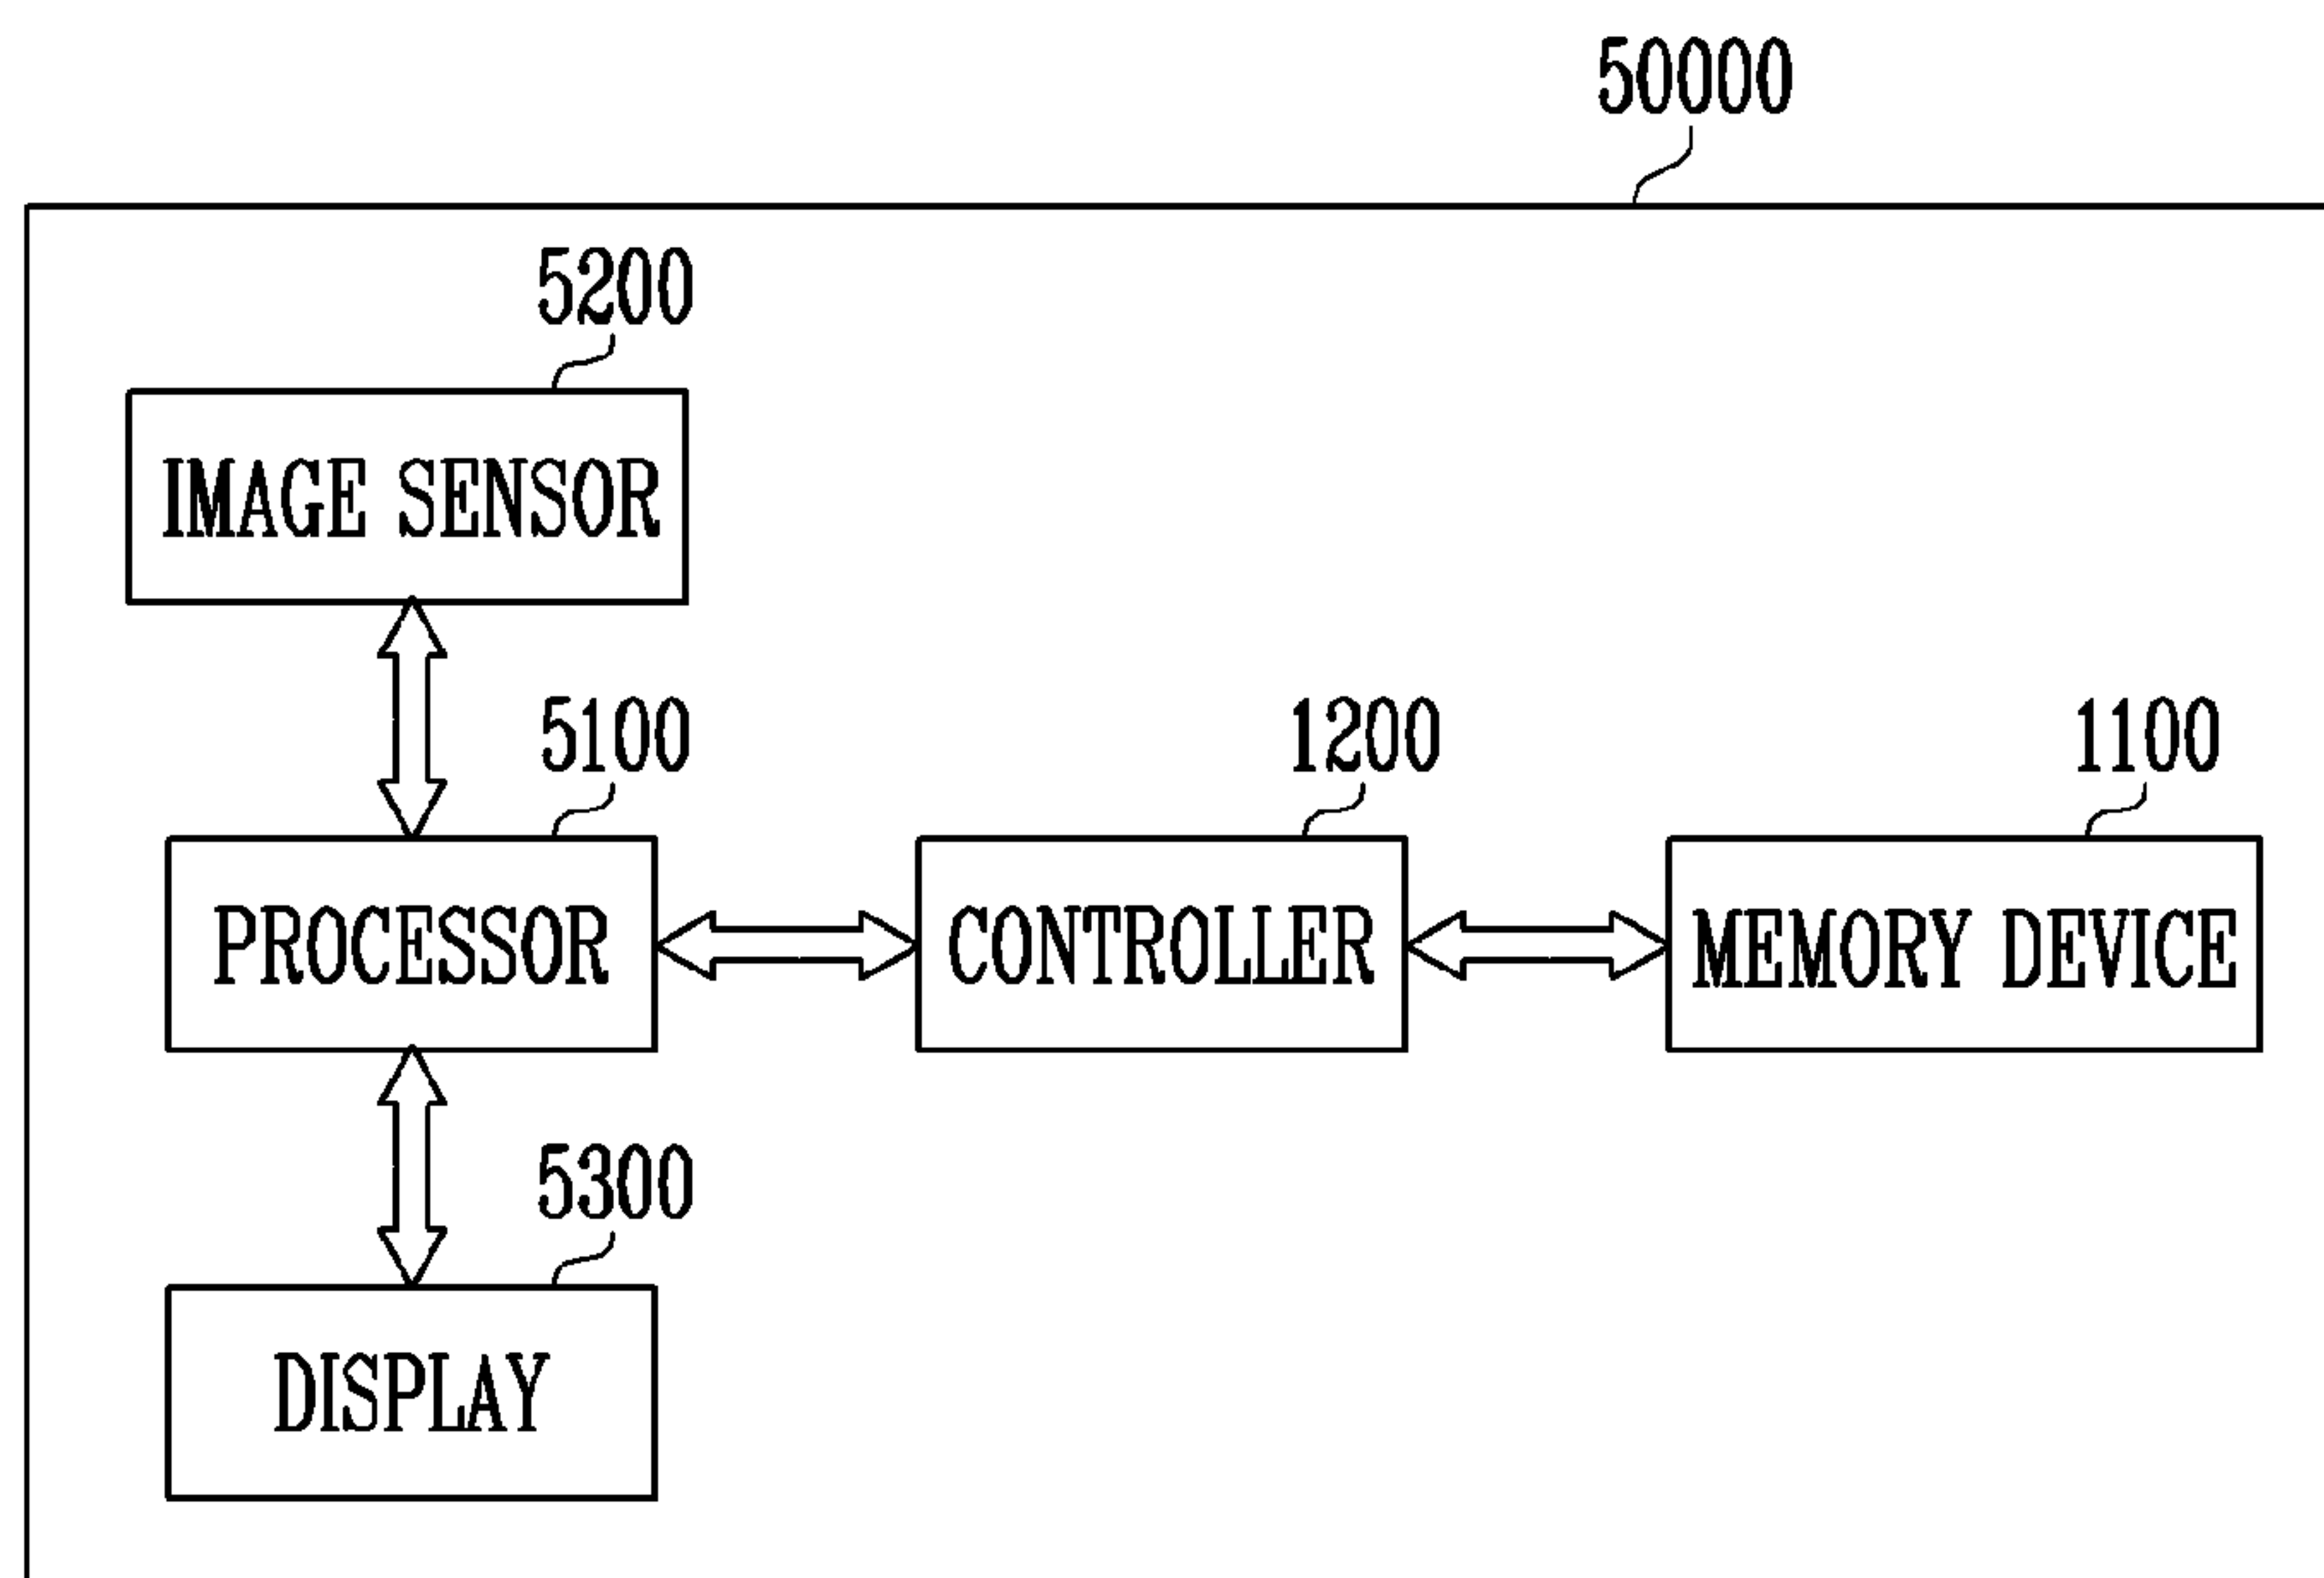 50000
5200
IMAGE SENSOR
5100
1200
1100
PROCESSOR
CONTROLLER
MEMORY DEVICE
5300
DISPLAY